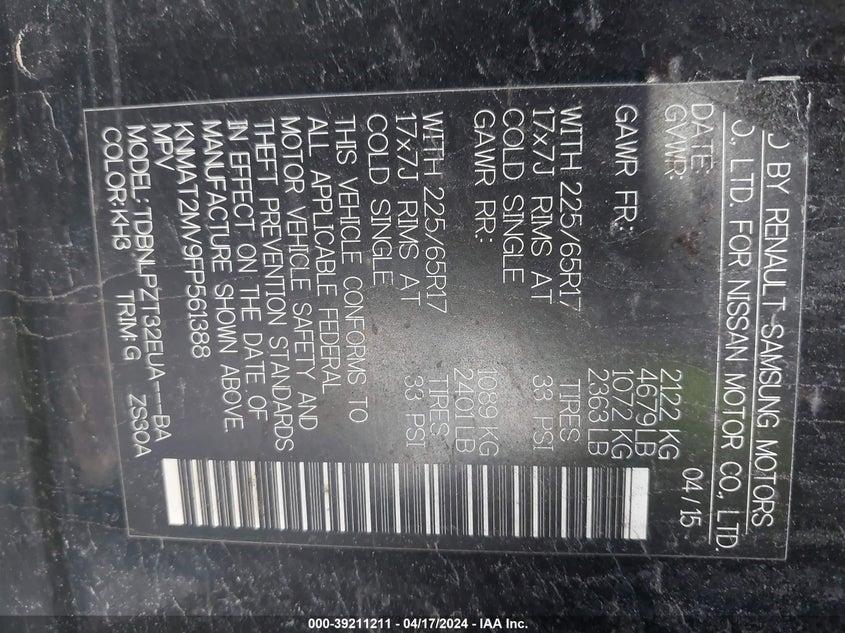 D BY RENAULT SAMSUNG MOTORS
O., LTD. FOR NISSAN MOTOR CO., LTD.
DATE: 04 / 15
GVWR: 2122 KG
4679 LB
GAWR FR.: 1072 KG
2363 LB
WITH 225/65R17 TIRES
17x7J RIMS AT 33 PSI
COLD SINGLE
GAWR RR.: 1089 KG
2401 LB
WITH 225/65R17 TIRES
17x7J RIMS AT 33 PSI
COLD SINGLE
THIS VEHICLE CONFORMS TO
ALL APPLICABLE FEDERAL
MOTOR VEHICLE SAFETY AND
THEFT PREVENTION STANDARDS
IN EFFECT ON THE DATE OF
MANUFACTURE SHOWN ABOVE.
KNMAT2MV9FP561388
MPV
MODEL: TDBNLPZT32EUA----BA
COLOR:KH3 TRIM:G ZS30A
000-39211211 - 04/17/2024 - IAA Inc.